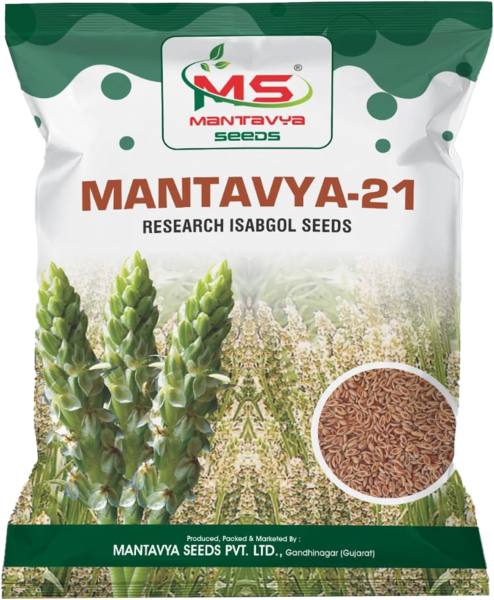 MS®
MANTAVYA
SEEDS
MANTAVYA-21
RESEARCH ISABGOL SEEDS
Produced, Packed & Marketed By :
MANTAVYA SEEDS PVT. LTD., Gandhinagar (Gujarat)